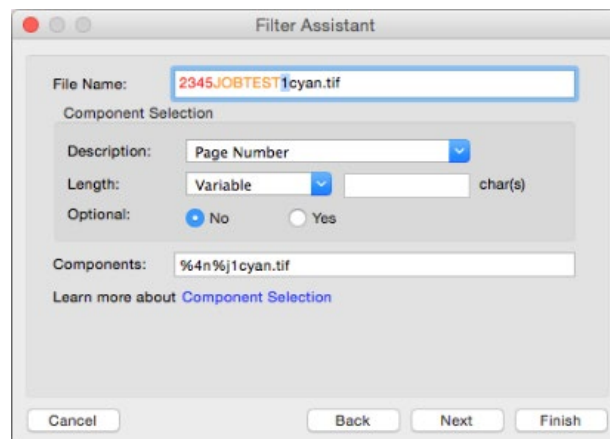 Filter Assistant
File Name: 2345JOBTEST1cyan.tif
Component Selection
Description: Page Number
Length: Variable char(s)
Optional: No Yes
Components: %4n%j1cyan.tif
Learn more about Component Selection
Cancel Back Next Finish